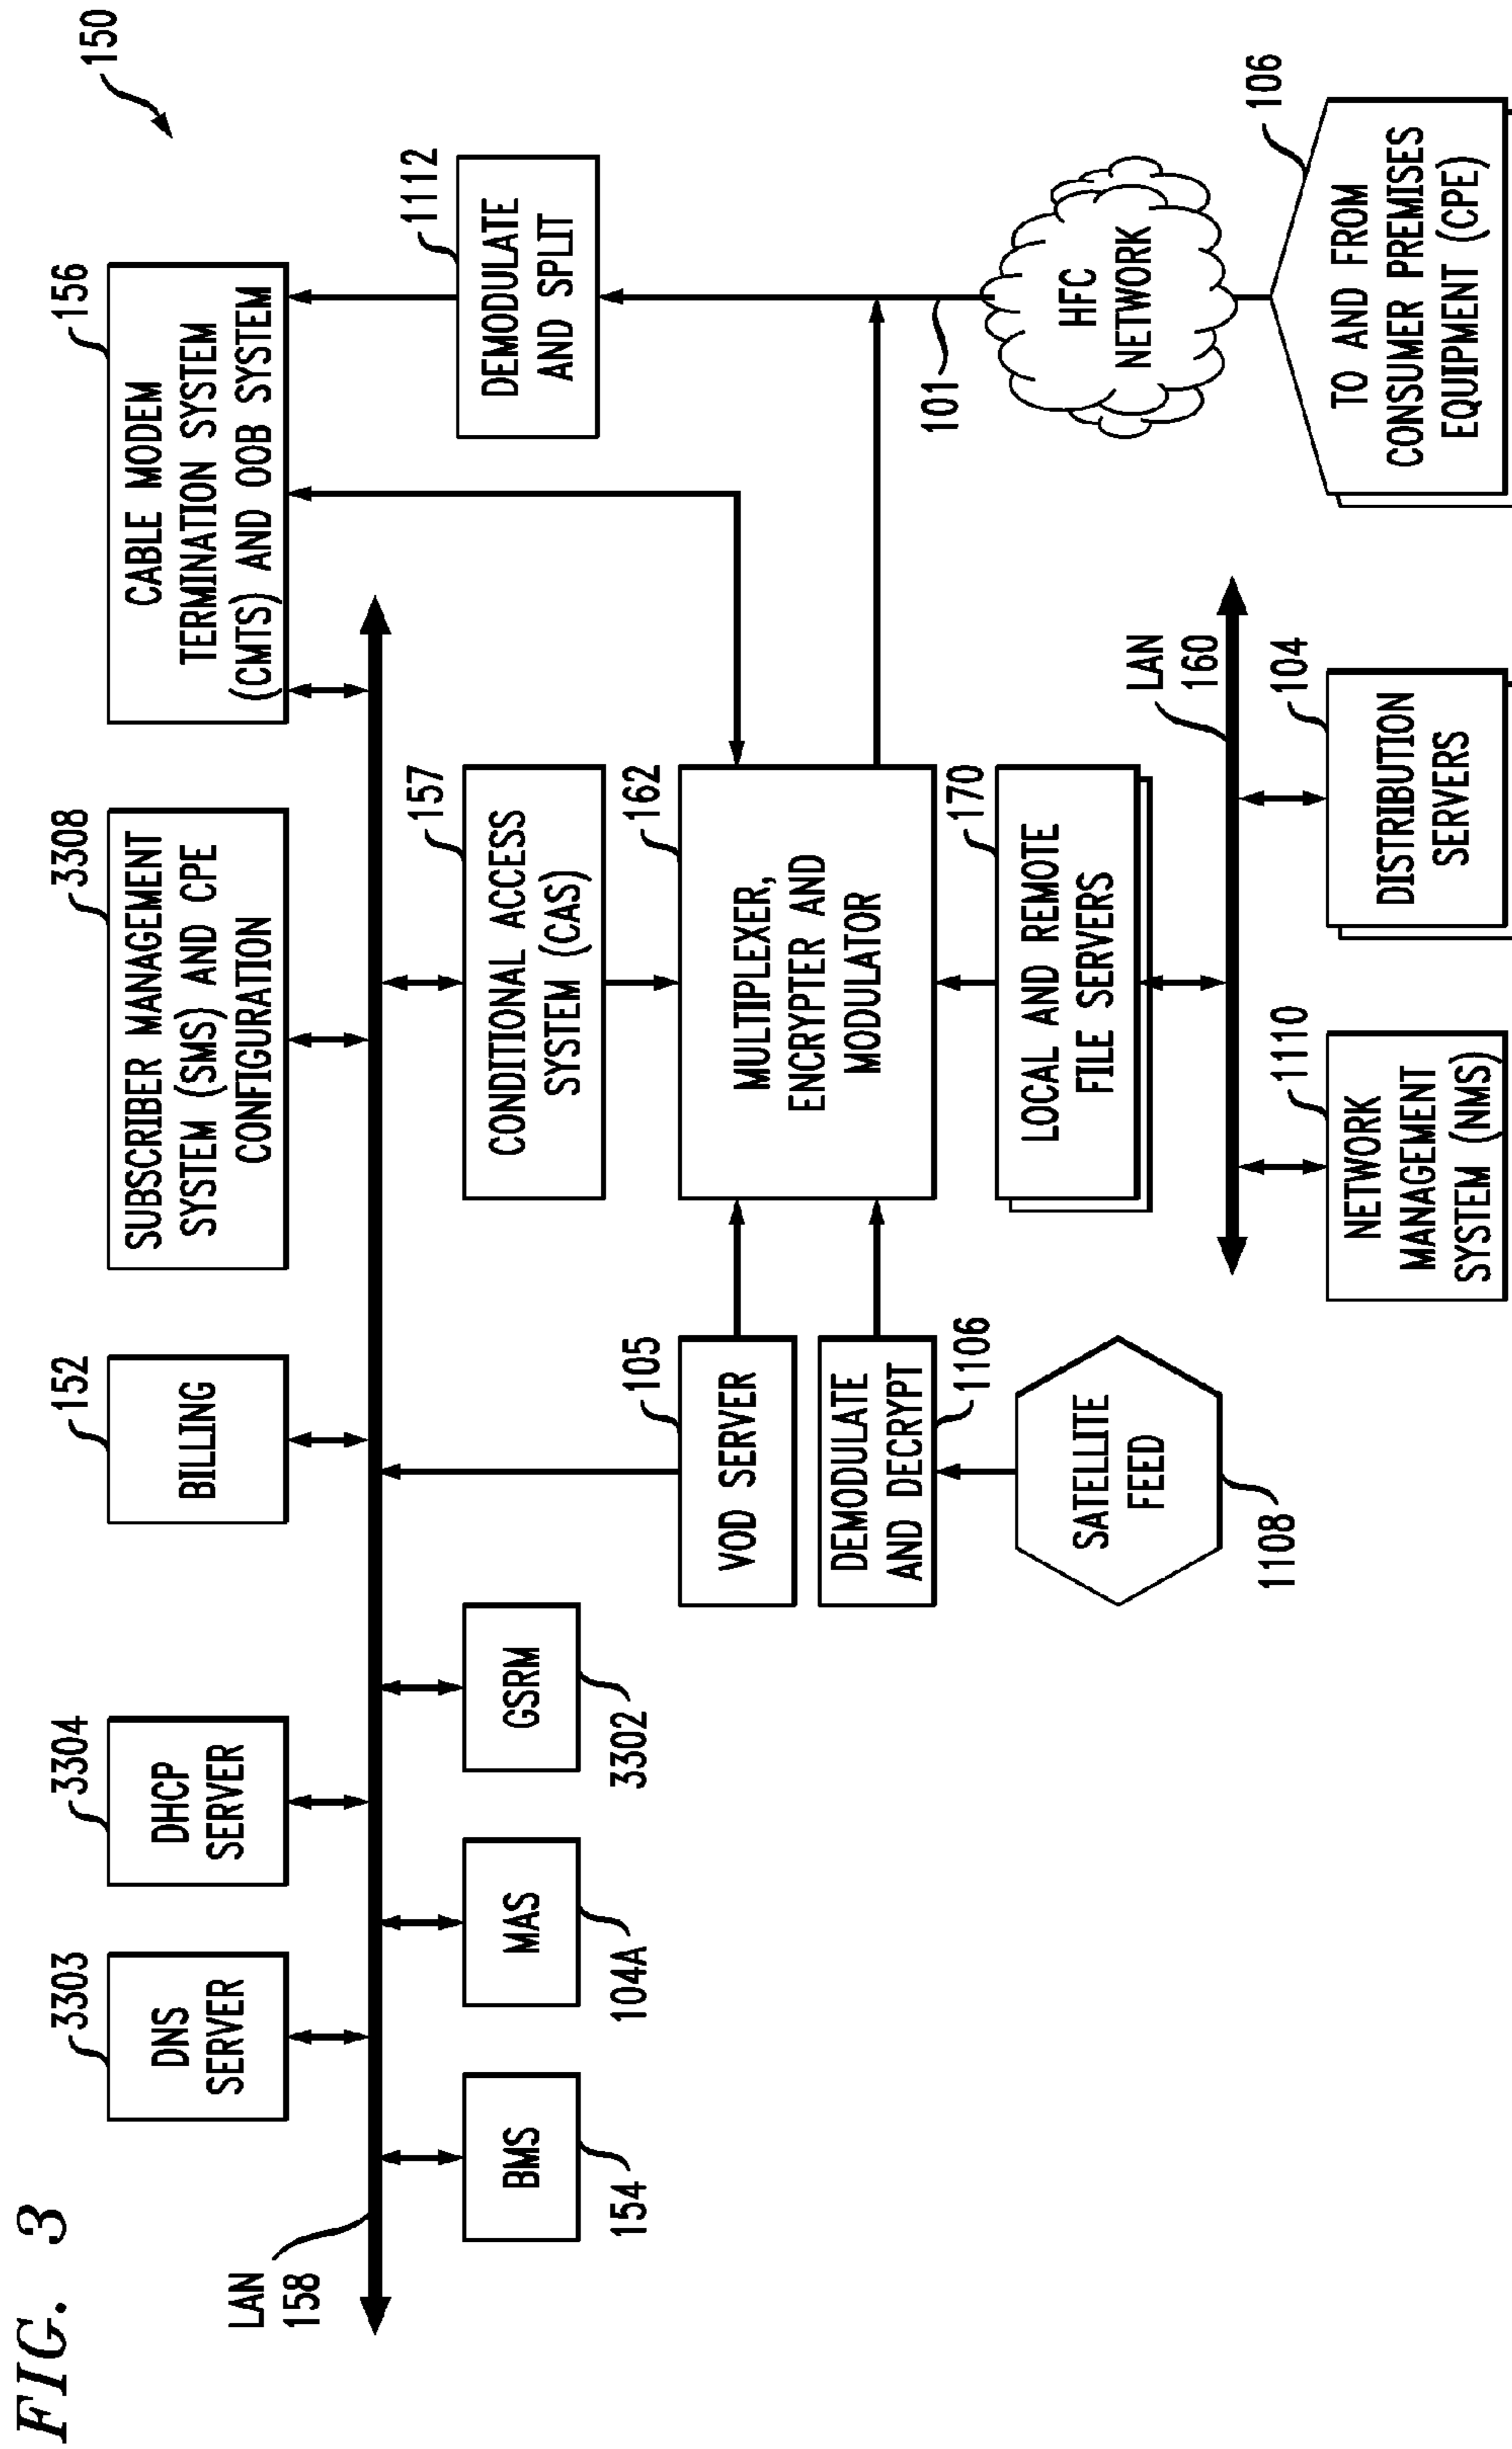 FIG. 3
150
3303
DNS
SERVER
3304
DHCP
SERVER
152
BILLING
3308
SUBSCRIBER MANAGEMENT
SYSTEM (SMS) AND CPE
CONFIGURATION
156
CABLE MODEM
TERMINATION SYSTEM
(CMTS) AND OOB SYSTEM
LAN
158
BMS
154
MAS
104A
GSRM
3302
157
CONDITIONAL ACCESS
SYSTEM (CAS)
1112
DEMODULATE
AND SPLIT
105
VOD SERVER
162
MULTIPLEXER,
ENCRYPTER AND
MODULATOR
DEMODULATE
AND DECRYPT
1106
101
SATELLITE
FEED
1108
170
LOCAL AND REMOTE
FILE SERVERS
HFC
NETWORK
LAN
160
1110
NETWORK
MANAGEMENT
SYSTEM (NMS)
104
DISTRIBUTION
SERVERS
106
TO AND FROM
CONSUMER PREMISES
EQUIPMENT (CPE)